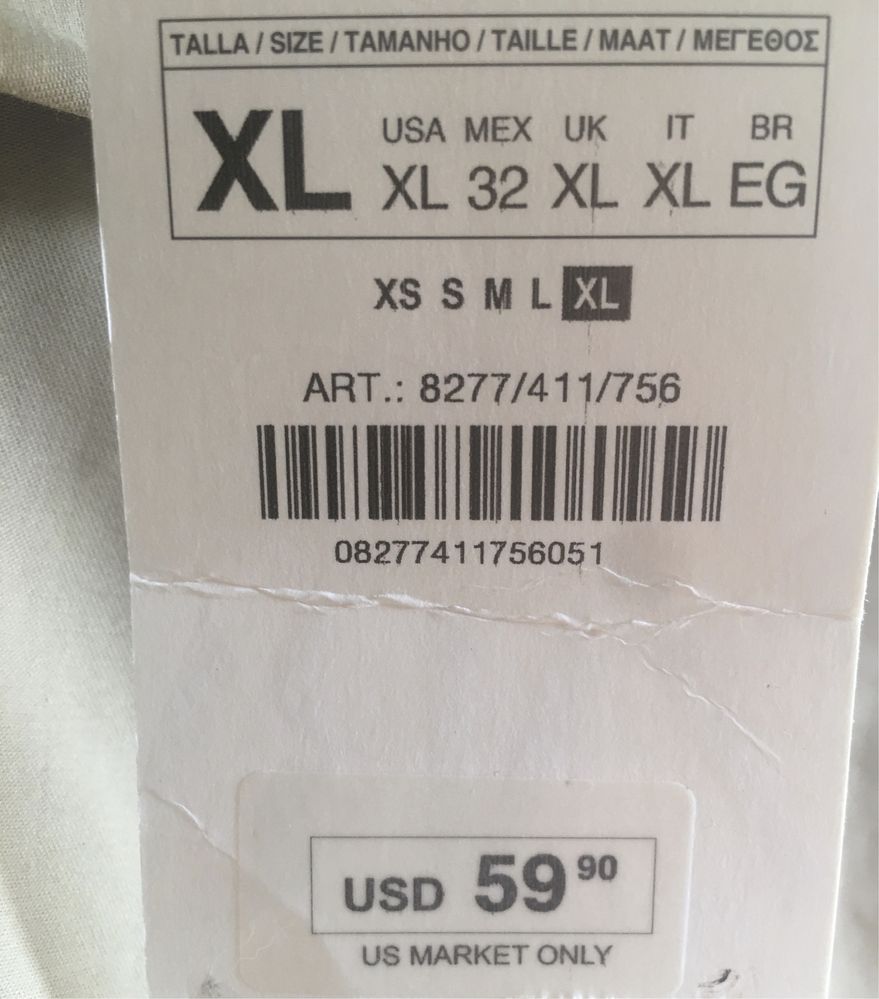 TALLA / SIZE / TAMANHO / TAILLE / MAAT / ΜΕΓΕΘΟΣ
XL
USA MEX UK IT BR
XL 32 XL XL EG
XS S M L XL
ART.: 8277/411/756
08277411756051
USD 59 90
US MARKET ONLY